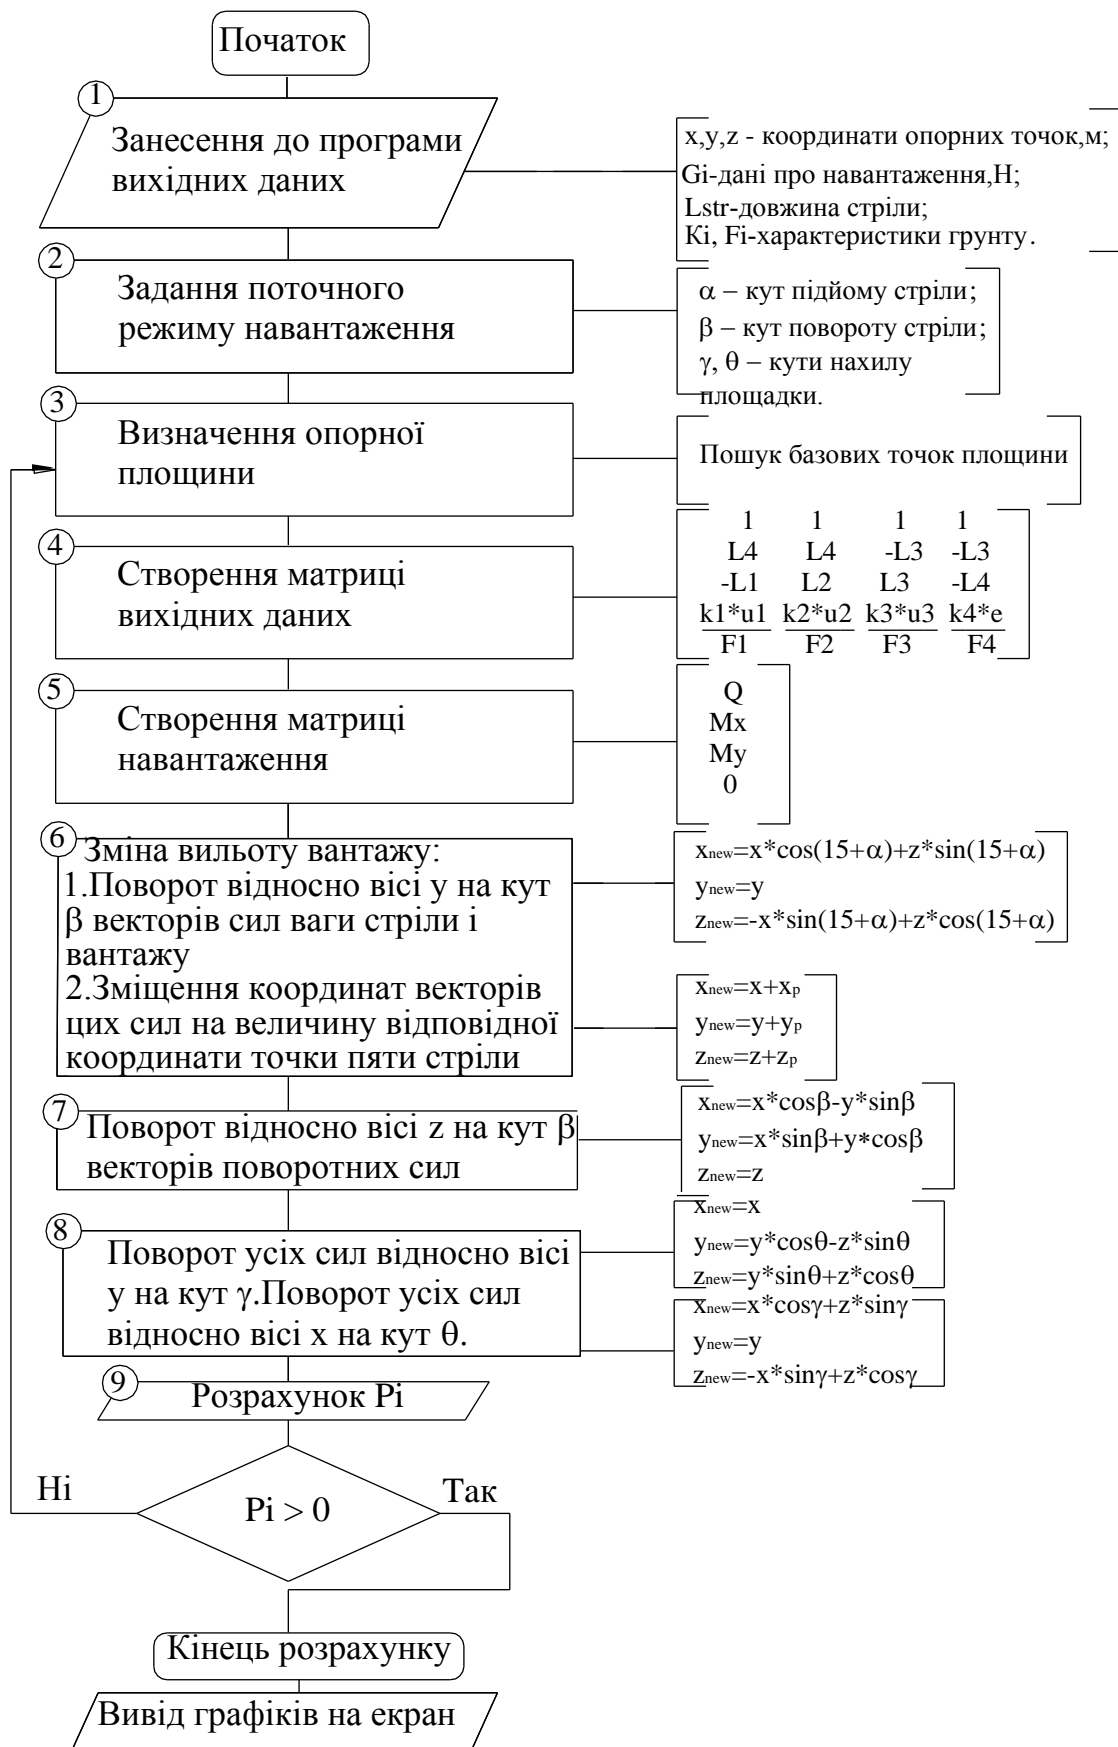 Початок
1
Занесення до програми
вихідних даних
x,y,z - координати опорних точок,м;
Gi-дані про навантаження,Н;
Lstr-довжина стріли;
Кі, Fi-характеристики грунту.
2
Задання поточного
режиму навантаження
α – кут підйому стріли;
β – кут повороту стріли;
γ, θ – кути нахилу
площадки.
3
Визначення опорної
площини
Пошук базових точок площини
4
Створення матриці
вихідних даних
1 1 1 1
L4 L4 -L3 -L3
-L1 L2 L3 -L4
k1*u1 k2*u2 k3*u3 k4*e
F1 F2 F3 F4
5
Створення матриці
навантаження
Q
Mx
My
0
6
Зміна вильоту вантажу:
1.Поворот відносно вісі y на кут
β векторів сил ваги стріли і
вантажу
2.Зміщення координат векторів
цих сил на величину відповідної
координати точки пяти стріли
xnew=x*cos(15+α)+z*sin(15+α)
ynew=y
znew=-x*sin(15+α)+z*cos(15+α)
xnew=x+xp
ynew=y+yp
znew=z+zp
7
Поворот відносно вісі z на кут β
векторів поворотних сил
xnew=x*cosβ-y*sinβ
ynew=x*sinβ+y*cosβ
znew=z
8
Поворот усіх сил відносно вісі
y на кут γ.Поворот усіх сил
відносно вісі x на кут θ.
xnew=x
ynew=y*cosθ-z*sinθ
znew=y*sinθ+z*cosθ
xnew=x*cosγ+z*sinγ
ynew=y
znew=-x*sinγ+z*cosγ
9
Розрахунок Pi
Ні
Pi > 0
Так
Кінець розрахунку
Вивід графіків на екран